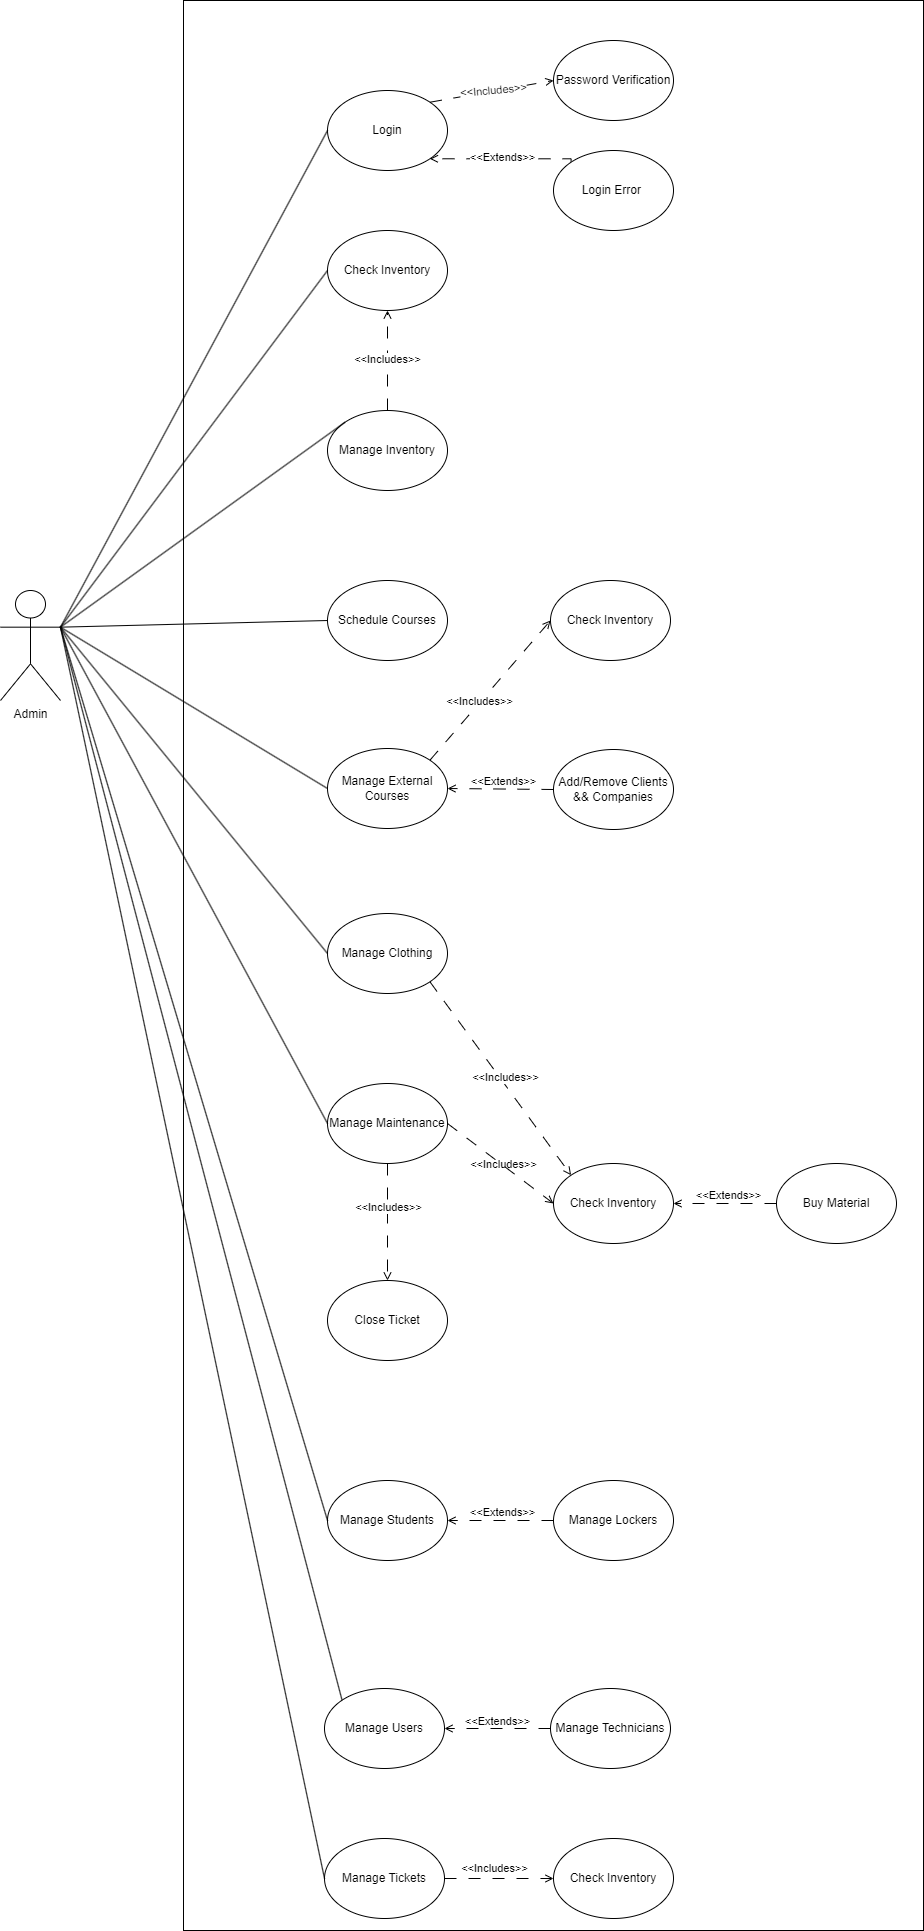 Password Verification
<<Includes>>
Login
<<Extends>>
Login Error
Check Inventory
<<Includes>>
Manage Inventory
Schedule Courses
Check Inventory
Admin
<<Includes>>
Manage External
Courses
<<Extends>>
Add/Remove Clients
&& Companies
Manage Clothing
<<Includes>>
Manage Maintenance
<<Includes>>
<<Includes>>
Check Inventory
<<Extends>>
Buy Material
Close Ticket
Manage Students
<<Extends>>
Manage Lockers
Manage Users
<<Extends>>
Manage Technicians
Manage Tickets
<<Includes>>
Check Inventory